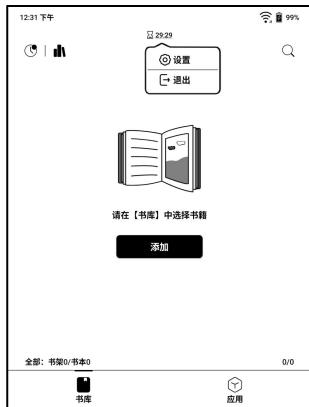 12:31 下午
99%
29:29
设置
退出
请在【书库】中选择书籍
添加
全部：书架0/书本0
0/0
书库
应用